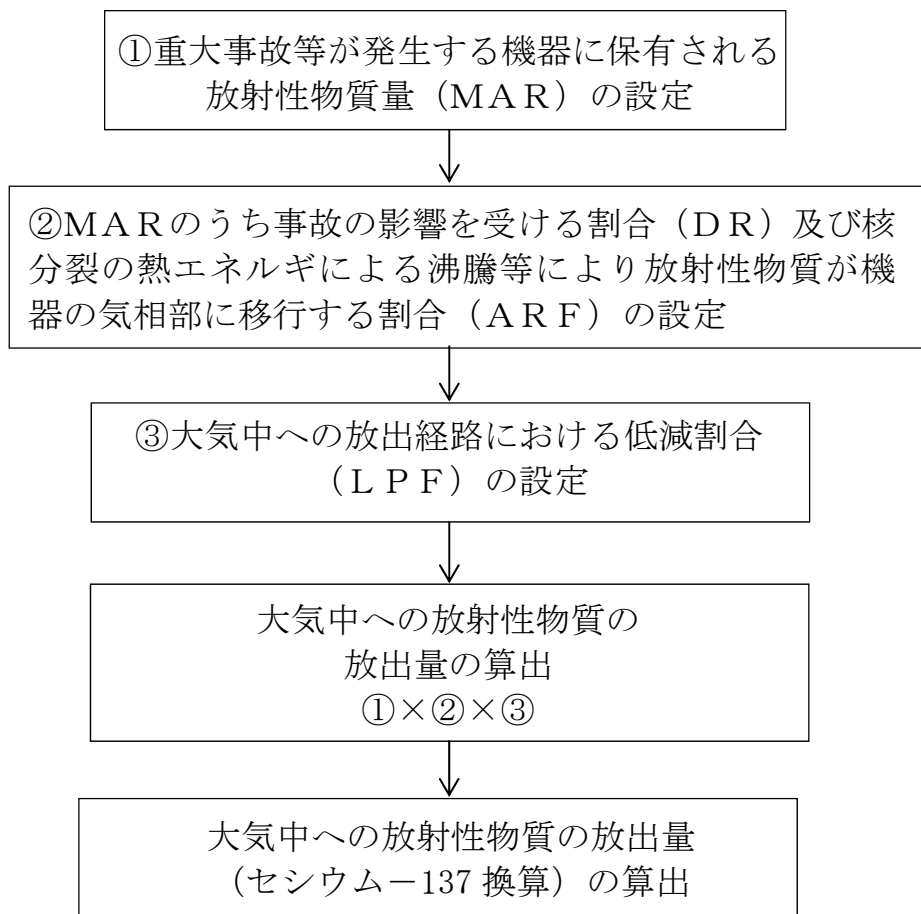 ①重大事故等が発生する機器に保有される
放射性物質量（ＭＡＲ）の設定
②ＭＡＲのうち事故の影響を受ける割合（ＤＲ）及び核
分裂の熱エネルギによる沸騰等により放射性物質が機
器の気相部に移行する割合（ＡＲＦ）の設定
③大気中への放出経路における低減割合
（ＬＰＦ）の設定
大気中への放射性物質の
放出量の算出
①×②×③
大気中への放射性物質の放出量
（セシウム－137 換算）の算出